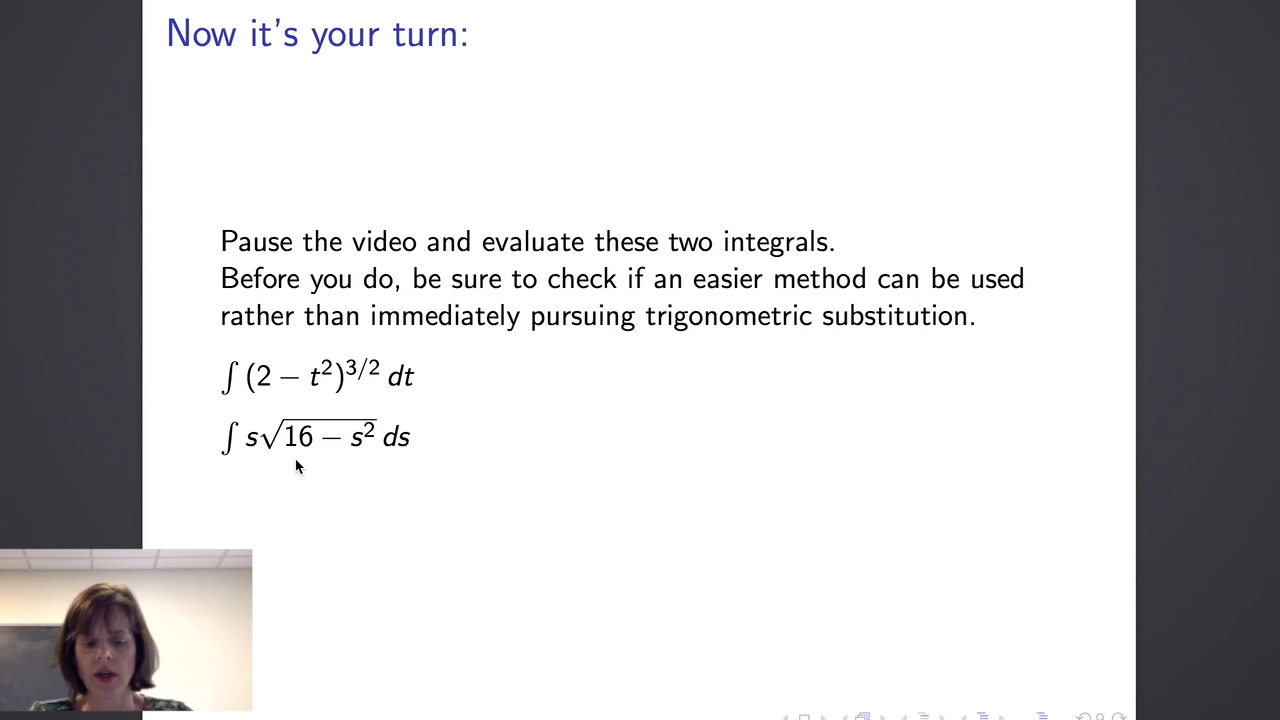 Now it's your turn:
Pause the video and evaluate these two integrals.
Before you do, be sure to check if an easier method can be used
rather than immediately pursuing trigonometric substitution.
∫ (2 − t²)^{3/2} dt
∫ s√(16 − s²) ds